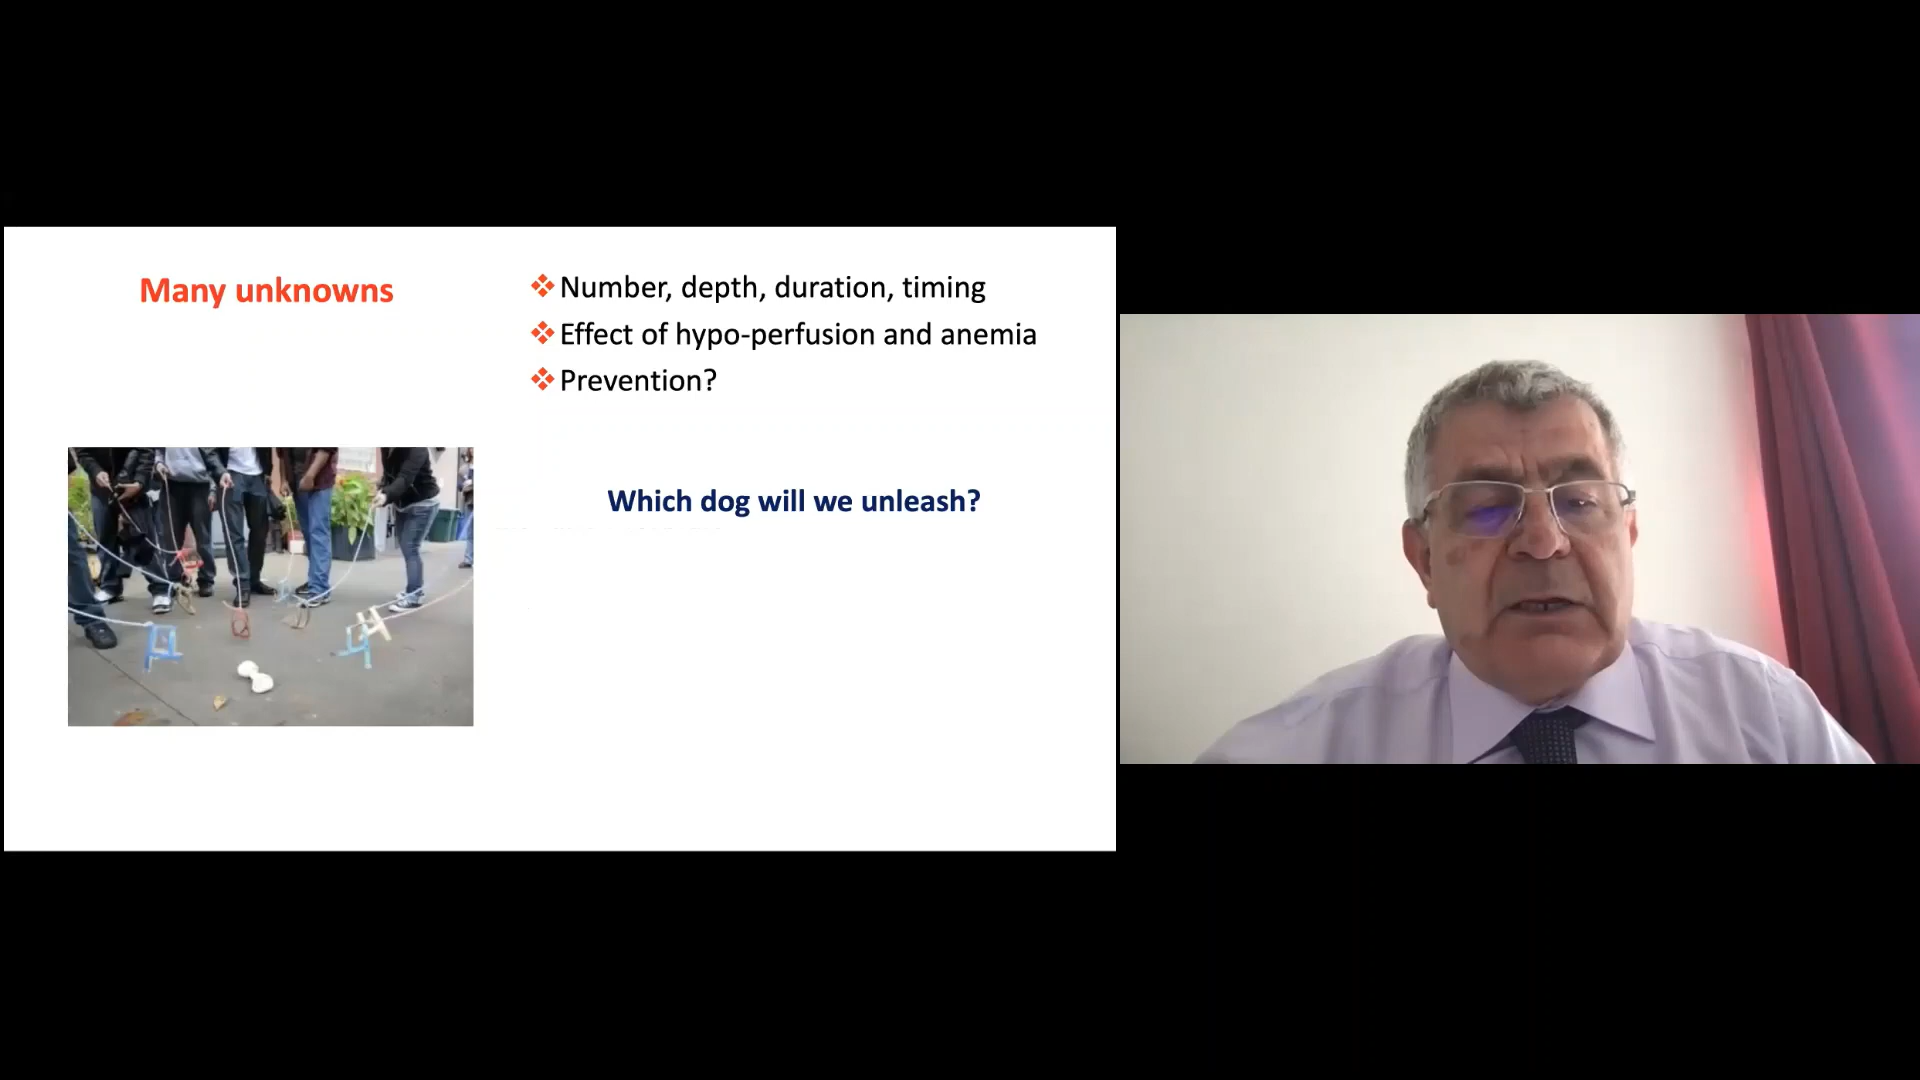 Many unknowns
Number, depth, duration, timing
Effect of hypo-perfusion and anemia
Prevention?
Which dog will we unleash?